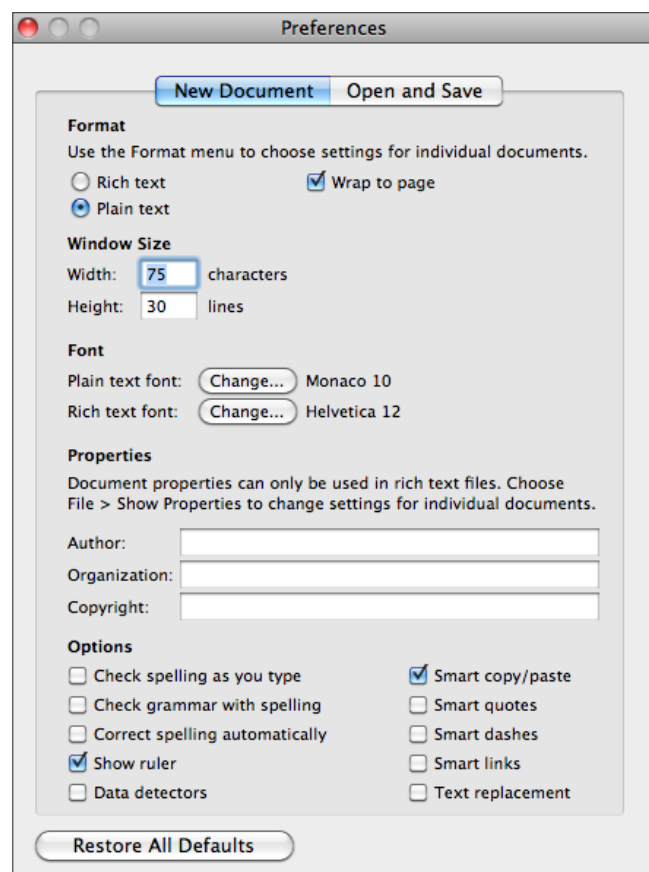 Preferences
New Document Open and Save
Format
Use the Format menu to choose settings for individual documents.
Rich text Wrap to page
Plain text
Window Size
Width: 75 characters
Height: 30 lines
Font
Plain text font: Change... Monaco 10
Rich text font: Change... Helvetica 12
Properties
Document properties can only be used in rich text files. Choose
File > Show Properties to change settings for individual documents.
Author:
Organization:
Copyright:
Options
Check spelling as you type Smart copy/paste
Check grammar with spelling Smart quotes
Correct spelling automatically Smart dashes
Show ruler Smart links
Data detectors Text replacement
Restore All Defaults